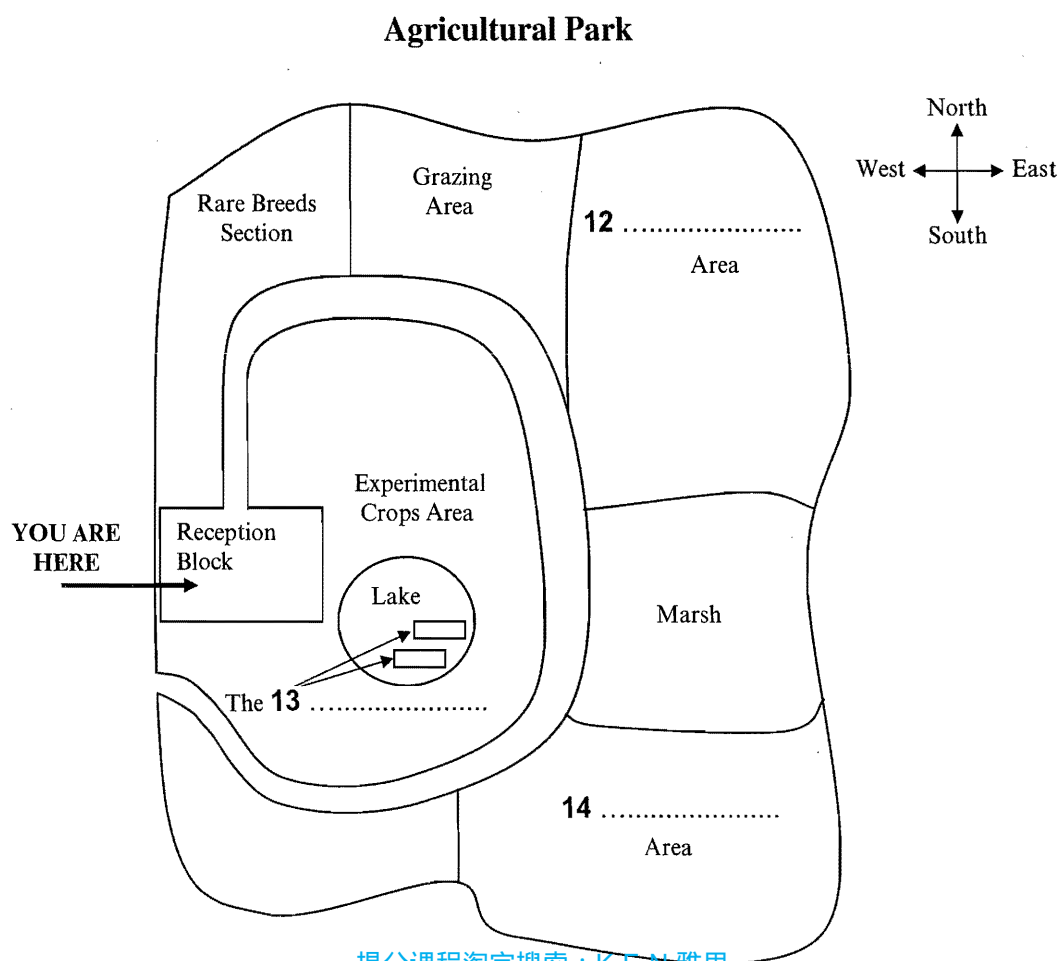 Agricultural Park
North
West
East
South
Rare Breeds
Section
Grazing
Area
12 ........................
Area
Experimental
Crops Area
YOU ARE
HERE
Reception
Block
Lake
Marsh
The 13 ........................
14 ........................
Area